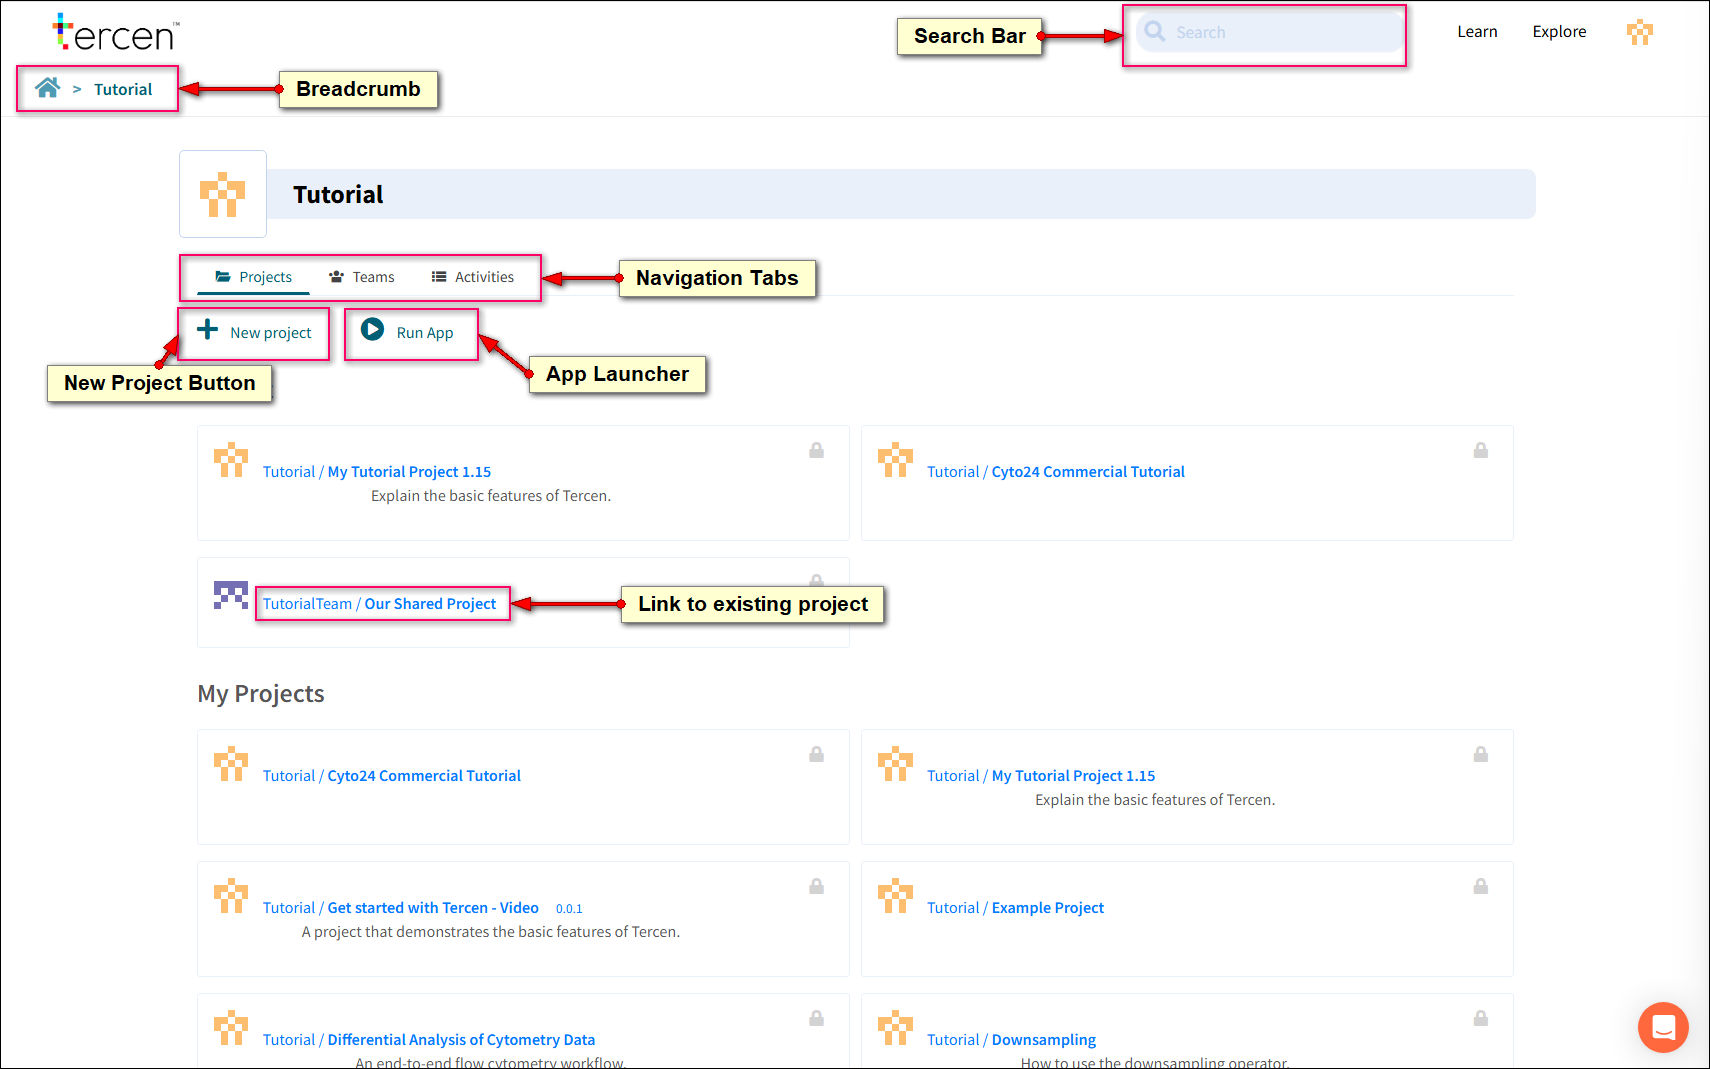 tercen™
Search Bar
Search
Learn
Explore
> Tutorial
Breadcrumb
Tutorial
Projects
Teams
Activities
Navigation Tabs
New project
Run App
New Project Button
App Launcher
Tutorial / My Tutorial Project 1.15
Explain the basic features of Tercen.
Tutorial / Cyto24 Commercial Tutorial
TutorialTeam / Our Shared Project
Link to existing project
My Projects
Tutorial / Cyto24 Commercial Tutorial
Tutorial / My Tutorial Project 1.15
Explain the basic features of Tercen.
Tutorial / Get started with Tercen - Video 0.0.1
A project that demonstrates the basic features of Tercen.
Tutorial / Example Project
Tutorial / Differential Analysis of Cytometry Data
An end-to-end flow cytometry workflow.
Tutorial / Downsampling
How to use the downsampling operator.